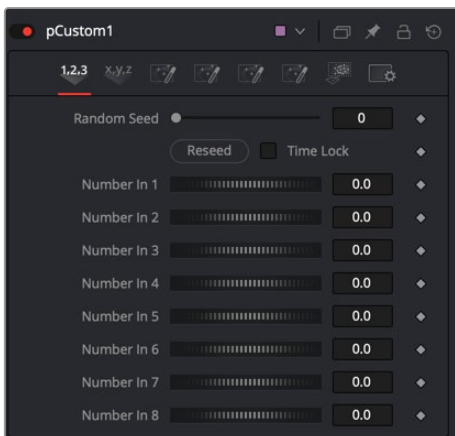 pCustom1
1,2,3 x,y,z
Random Seed 0
Reseed Time Lock
Number In 1 0.0
Number In 2 0.0
Number In 3 0.0
Number In 4 0.0
Number In 5 0.0
Number In 6 0.0
Number In 7 0.0
Number In 8 0.0